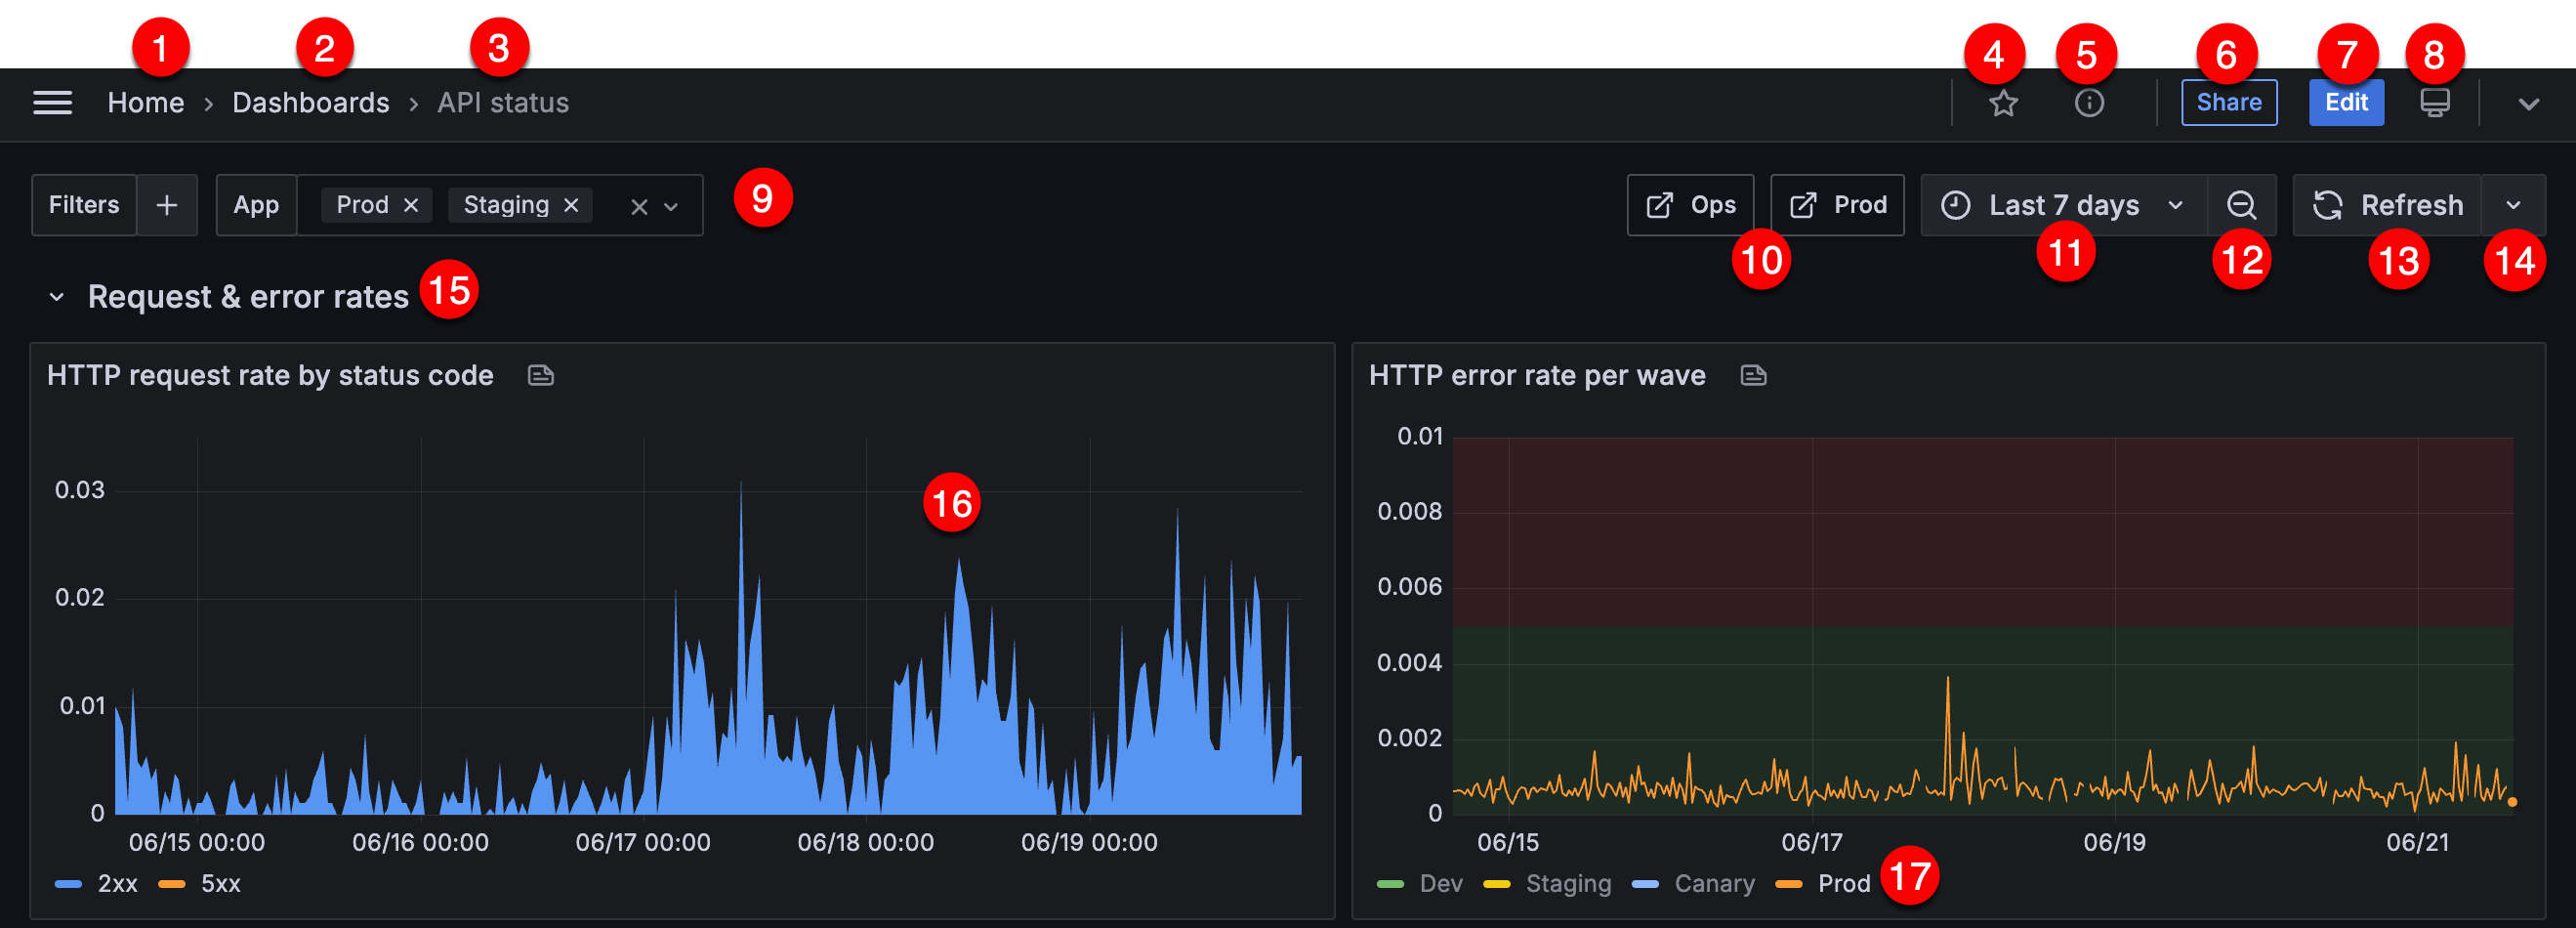 1 2 3 4 5 6 7 8
Home › Dashboards › API status Share Edit
Filters + App Prod × Staging × × 9 Ops Prod Last 7 days Refresh
10 11 12 13 14
Request & error rates 15
HTTP request rate by status code
0.03
0.02
0.01
0
16
06/15 00:00 06/16 00:00 06/17 00:00 06/18 00:00 06/19 00:00
2xx 5xx
HTTP error rate per wave
0.01
0.008
0.006
0.004
0.002
0
06/15 06/17 06/19 06/21
Dev Staging Canary Prod 17